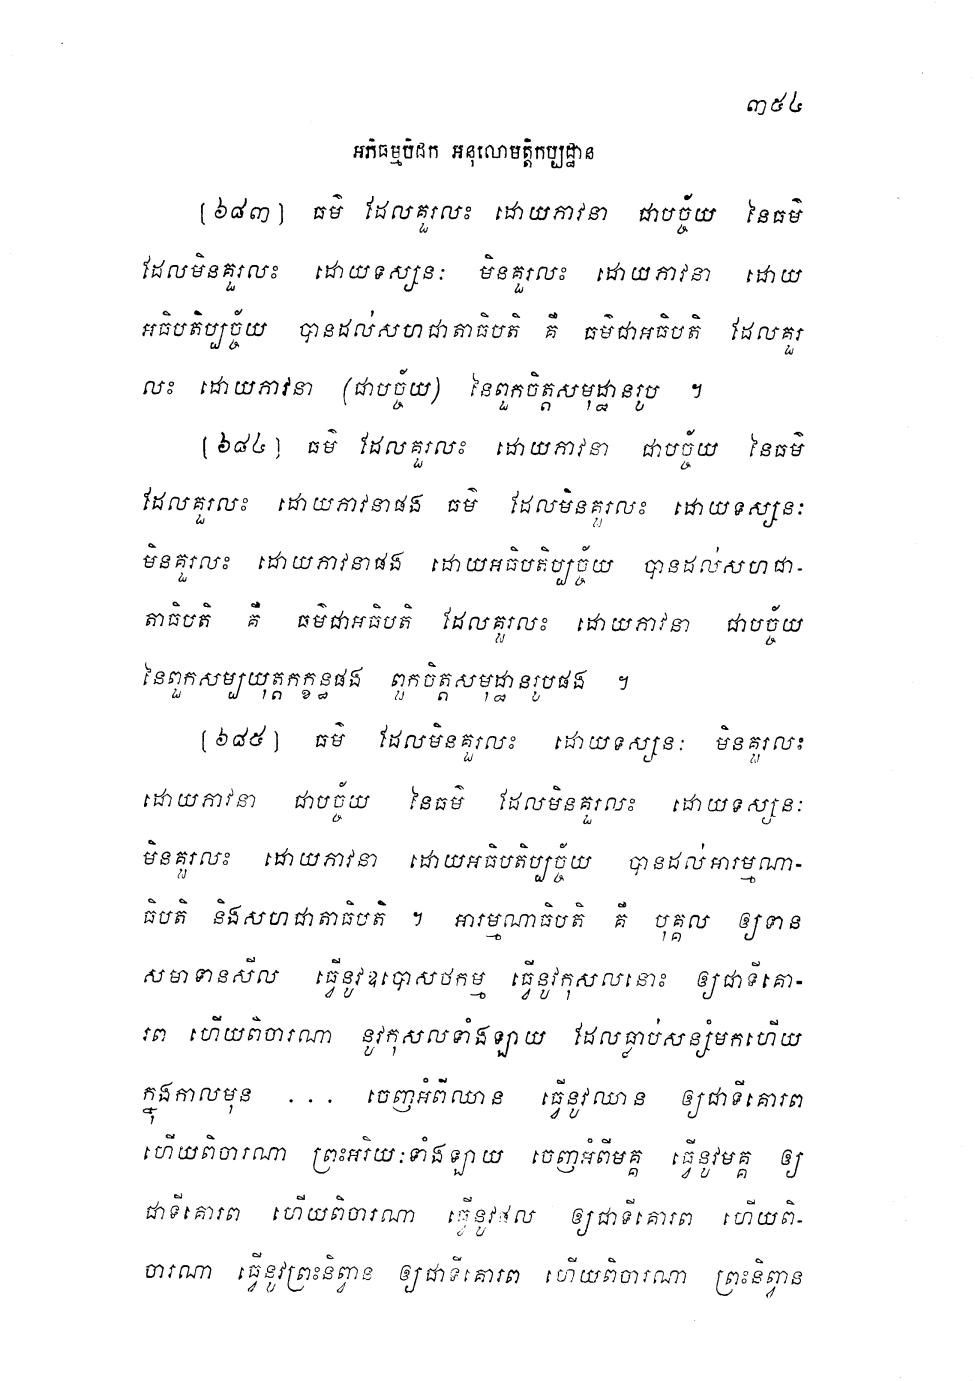 ៣៥៤
អភិធម្មបិដក អនុលោមត្តិកប្បដ្ឋាន
[៦៨៣] ធម៌ ដែលគួរលះ ដោយភាវនា ជាបច្ច័យ នៃធម៌
ដែលមិនគួរលះ ដោយទស្សនៈ មិនគួរលះ ដោយភាវនា ដោយ
អធិបតិប្បច្ច័យ បានដល់សហជាតាធិបតិ គឺ ធម៌ជាអធិបតិ ដែលគួរ
លះ ដោយភាវនា (ជាបច្ច័យ) នៃពួកចិត្តសមុដ្ឋានរូប ។
[៦៨៤] ធម៌ ដែលគួរលះ ដោយភាវនា ជាបច្ច័យ នៃធម៌
ដែលគួរលះ ដោយភាវនាផង ធម៌ ដែលមិនគួរលះ ដោយទស្សនៈ
មិនគួរលះ ដោយភាវនាផង ដោយអធិបតិប្បច្ច័យ បានដល់សហជា-
តាធិបតិ គឺ ធម៌ជាអធិបតិ ដែលគួរលះ ដោយភាវនា ជាបច្ច័យ
នៃពួកសម្បយុត្តកក្ខន្ធផង ពួកចិត្តសមុដ្ឋានរូបផង ។
[៦៨៥] ធម៌ ដែលមិនគួរលះ ដោយទស្សនៈ មិនគួរលះ
ដោយភាវនា ជាបច្ច័យ នៃធម៌ ដែលមិនគួរលះ ដោយទស្សនៈ
មិនគួរលះ ដោយភាវនា ដោយអធិបតិប្បច្ច័យ បានដល់អារម្មណា-
ធិបតិ និងសហជាតាធិបតិ ។ អារម្មណាធិបតិ គឺ បុគ្គល ឲ្យទាន
សមាទានសីល ធ្វើនូវឧបោសថកម្ម ធ្វើនូវកុសលនោះ ឲ្យជាទីគោ-
រព ហើយពិចារណា នូវកុសលទាំងឡាយ ដែលធ្លាប់សន្សំមកហើយ
ក្នុងកាលមុន ... ចេញអំពីឈាន ធ្វើនូវឈាន ឲ្យជាទីគោរព
ហើយពិចារណា ព្រះអរិយៈទាំងឡាយ ចេញអំពីមគ្គ ធ្វើនូវមគ្គ ឲ្យ
ជាទីគោរព ហើយពិចារណា ធ្វើនូវផល ឲ្យជាទីគោរព ហើយពិ-
ចារណា ធ្វើនូវព្រះនិព្វាន ឲ្យជាទីគោរព ហើយពិចារណា ព្រះនិព្វាន